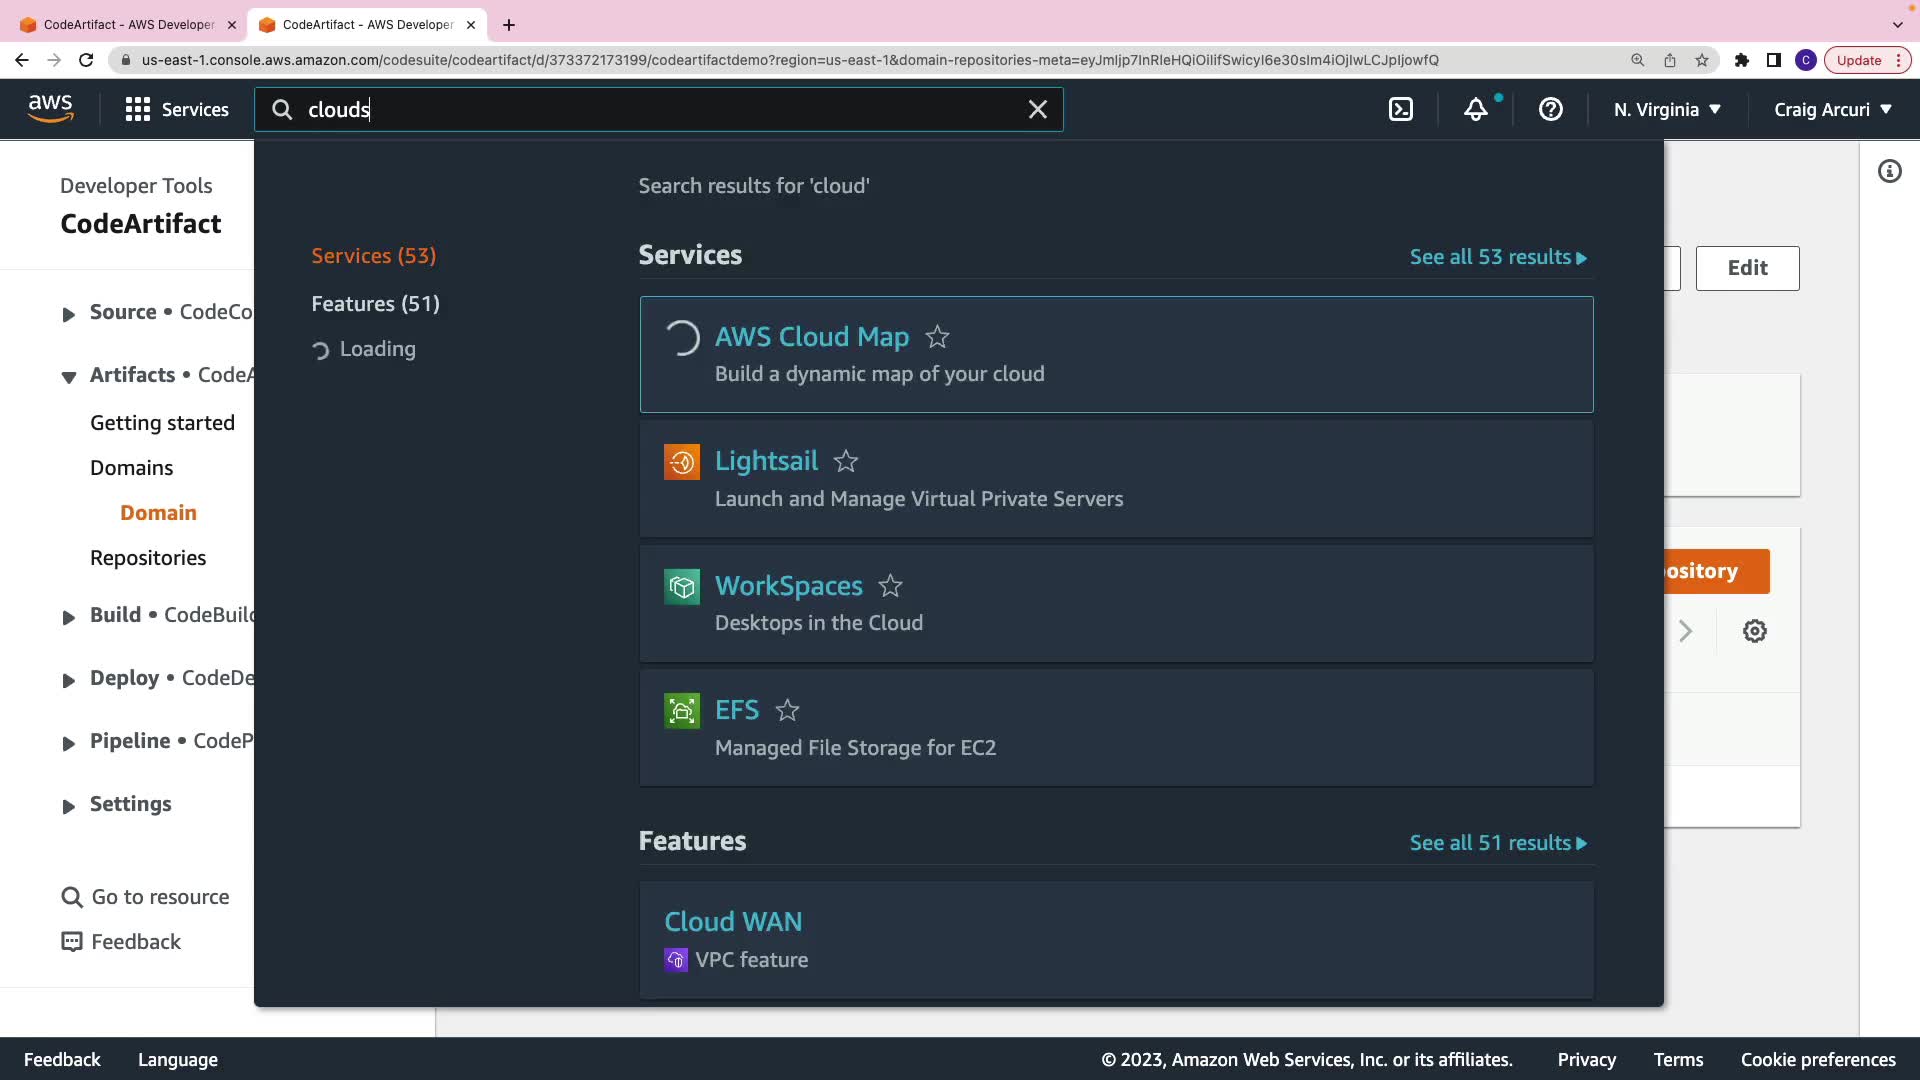 CodeArtifact - AWS Developer
CodeArtifact - AWS Developer
us-east-1.console.aws.amazon.com/codesuite/codeartifact/d/373372173199/codeartifactdemo?region=us-east-1&domain-repositories-meta=
C
Update
aws
Services
clouds
N. Virginia
Craig Arcuri
Developer Tools
CodeArtifact
Source • CodeCo
Artifacts • CodeA
Getting started
Domains
Domain
Repositories
Build • CodeBuild
Deploy • CodeDe
Pipeline • CodeP
Settings
Go to resource
Feedback
Search results for 'cloud'
Services (53)
Features (51)
Loading
Services
See all 53 results
AWS Cloud Map
Build a dynamic map of your cloud
Lightsail
Launch and Manage Virtual Private Servers
WorkSpaces
Desktops in the Cloud
EFS
Managed File Storage for EC2
Features
See all 51 results
Cloud WAN
VPC feature
Edit
pository
Feedback
Language
© 2023, Amazon Web Services, Inc. or its affiliates.
Privacy
Terms
Cookie preferences